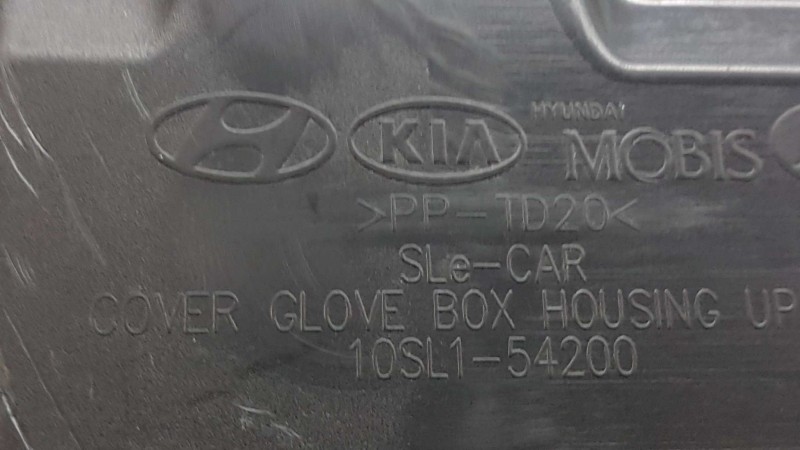 KIA
HYUNDAI
MOBIS
>PP-TD20<
SLe-CAR
COVER GLOVE BOX HOUSING UP
10SL1-54200